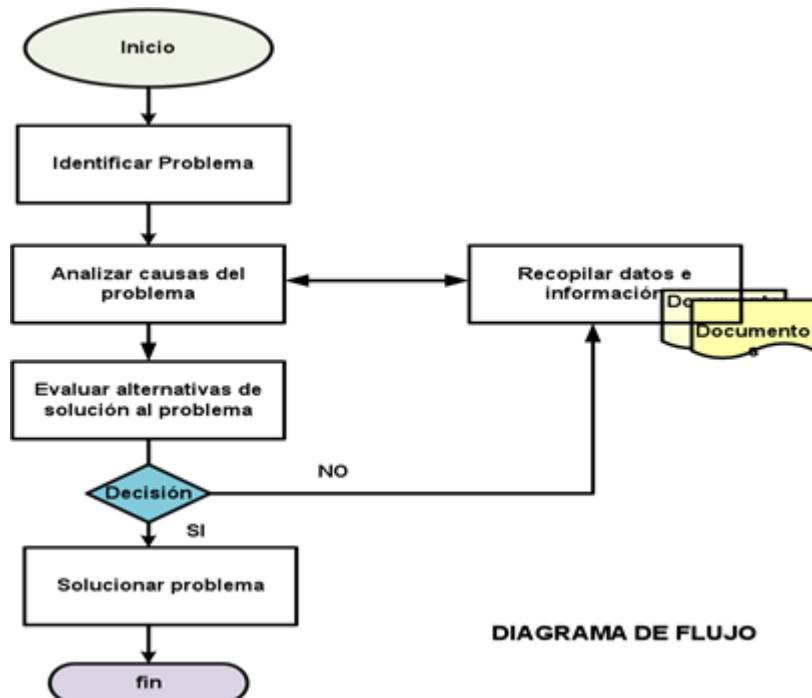 Inicio
Identificar Problema
Analizar causas del
problema
Recopilar datos e
información
Documento
Documento
s
Evaluar alternativas de
solución al problema
Decisión
NO
SI
Solucionar problema
DIAGRAMA DE FLUJO
fin